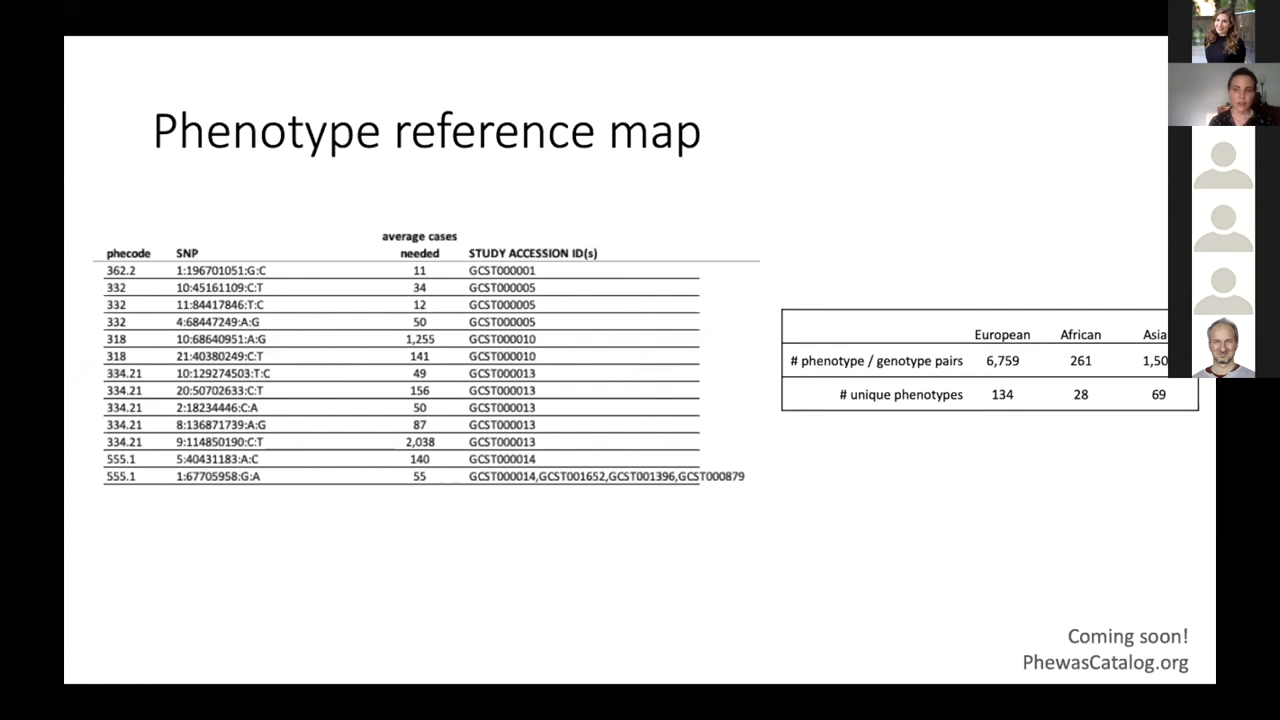 Phenotype reference map
average cases
phecode SNP needed STUDY ACCESSION ID(s)
362.2 1:196701051:G:C 11 GCST000001
332 10:45161109:C:T 34 GCST000005
332 11:84417846:T:C 12 GCST000005
332 4:68447249:A:G 50 GCST000005
318 10:68640951:A:G 1,255 GCST000010
318 21:40380249:C:T 141 GCST000010
334.21 10:129274503:T:C 49 GCST000013
334.21 20:50702633:C:T 156 GCST000013
334.21 2:18234446:C:A 50 GCST000013
334.21 8:136871739:A:G 87 GCST000013
334.21 9:114850190:C:T 2,038 GCST000013
555.1 5:40431183:A:C 140 GCST000014
555.1 1:67705958:G:A 55 GCST000014,GCST001652,GCST001396,GCST000879
European African Asia
# phenotype / genotype pairs 6,759 261 1,50
# unique phenotypes 134 28 69
Coming soon!
PhewasCatalog.org